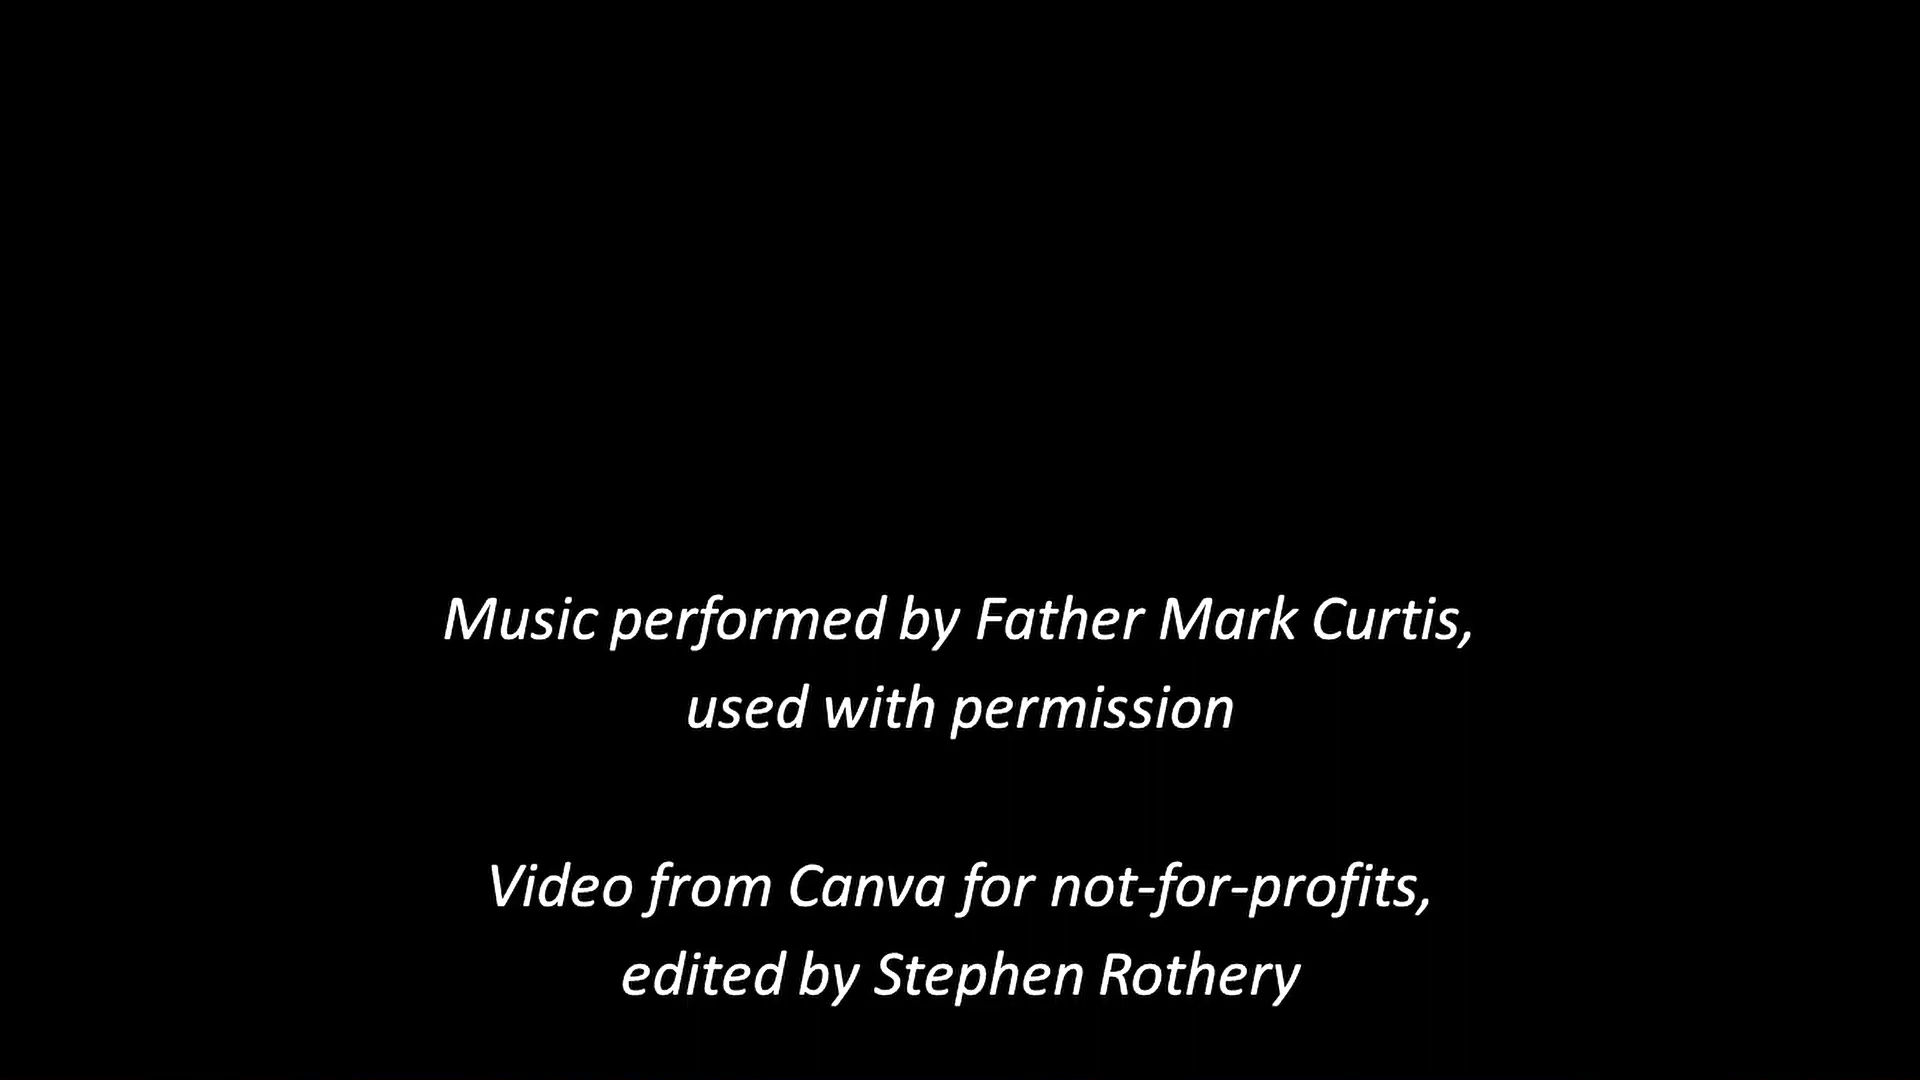 Music performed by Father Mark Curtis,
used with permission
Video from Canva for not-for-profits,
edited by Stephen Rothery